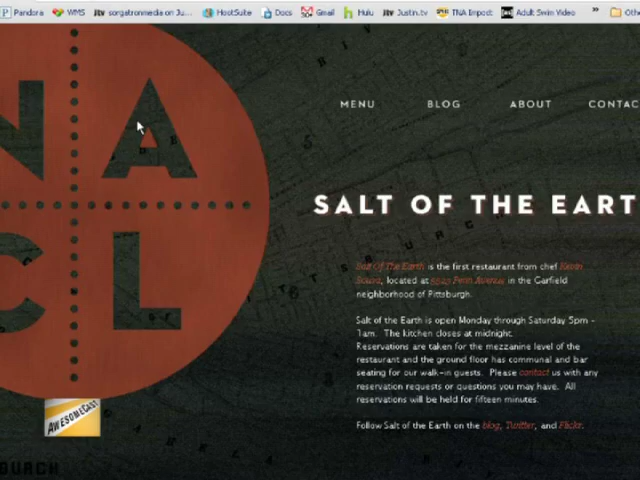 Pandora WMS sorgatronmedia on Ju... HootSuite Docs Gmail Hulu Justin.tv TNA Impact Adult Swim Video » Othe
MENU BLOG ABOUT CONTAC
N A
C L
SALT OF THE EART
Salt Of The Earth is the first restaurant from chef Kevin
Sousa, located at 5523 Penn Avenue in the Garfield
neighborhood of Pittsburgh.
Salt of the Earth is open Monday through Saturday 5pm -
1am. The kitchen closes at midnight.
Reservations are taken for the mezzanine level of the
restaurant and the ground floor has communal and bar
seating for our walk-in guests. Please contact us with any
reservation requests or questions you may have. All
reservations will be held for fifteen minutes.
Follow Salt of the Earth on the blog, Twitter, and Flickr.
AWESOMECAST
BURGH